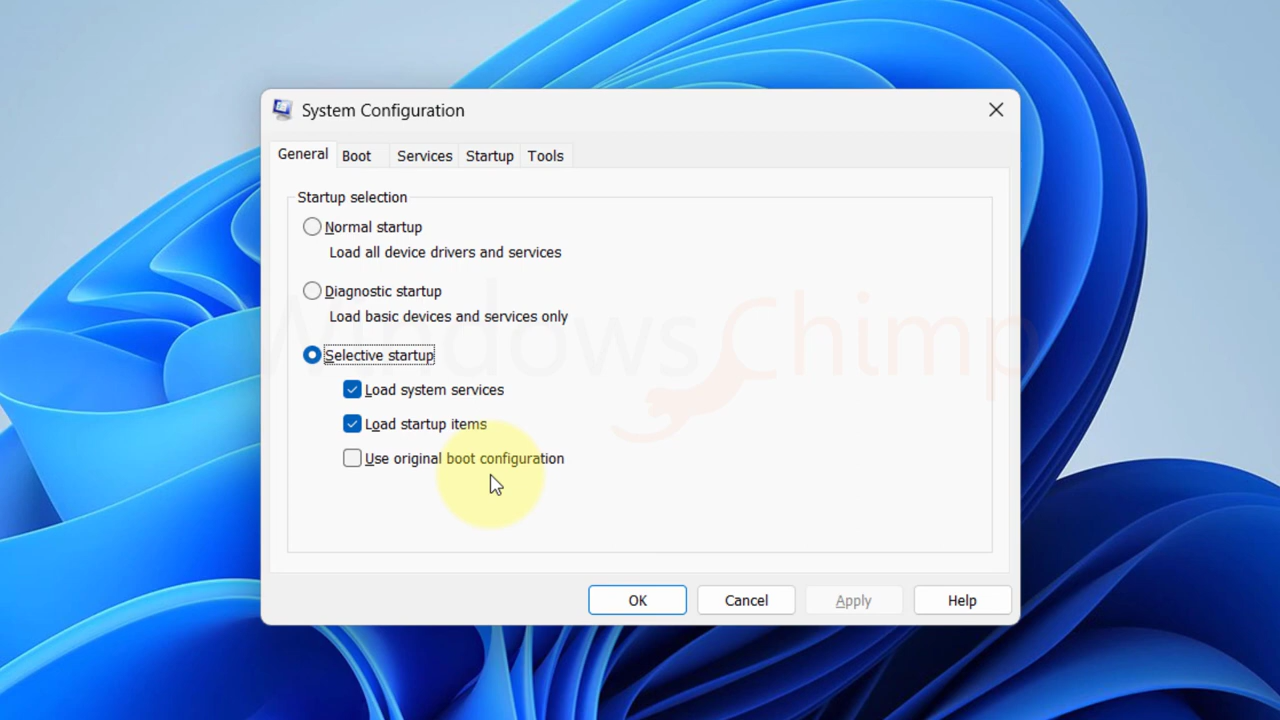 System Configuration
General Boot Services Startup Tools
Startup selection
Normal startup
Load all device drivers and services
Diagnostic startup
Load basic devices and services only
WindowsChimp
Selective startup
Load system services
Load startup items
Use original boot configuration
OK Cancel Apply Help